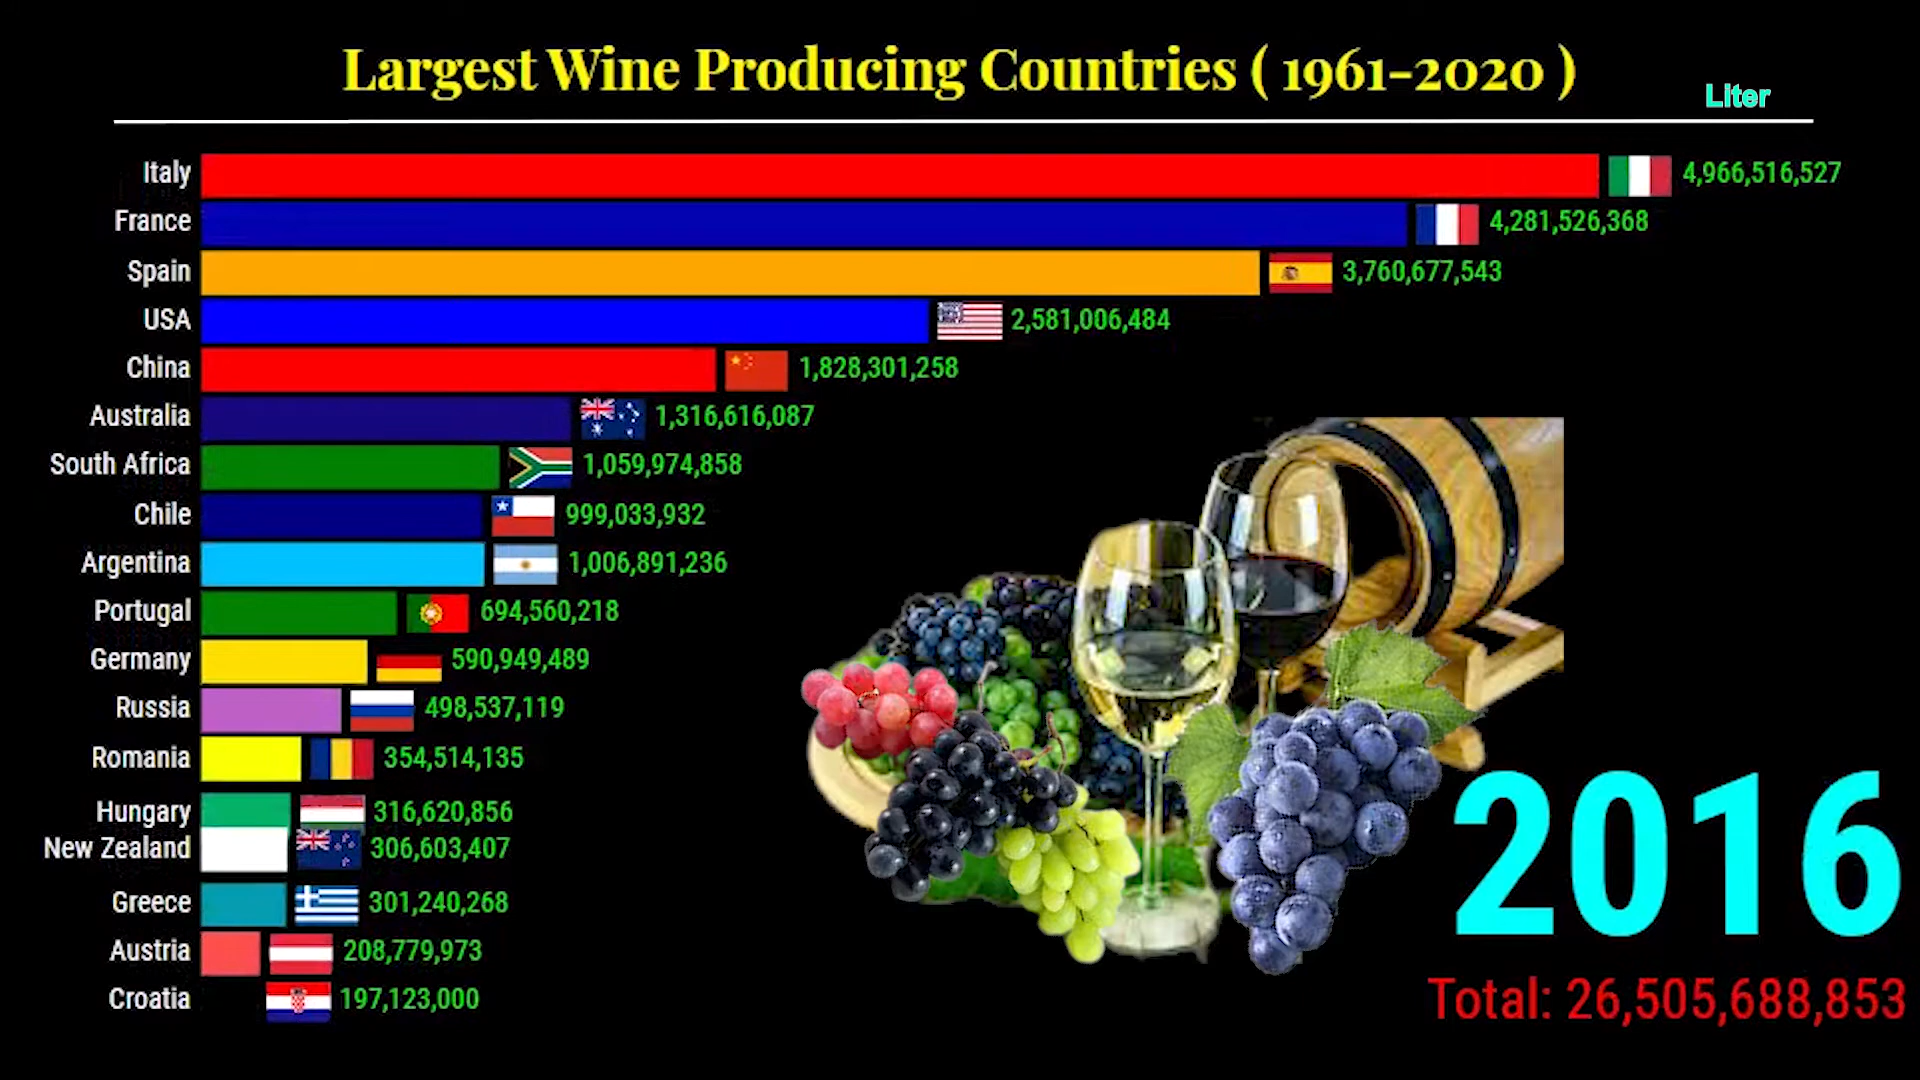 Largest Wine Producing Countries ( 1961-2020 )
Liter
Italy 4,966,516,527
France 4,281,526,368
Spain 3,760,677,543
USA 2,581,006,484
China 1,828,301,258
Australia 1,316,616,087
South Africa 1,059,974,858
Chile 999,033,932
Argentina 1,006,891,236
Portugal 694,560,218
Germany 590,949,489
Russia 498,537,119
Romania 354,514,135
Hungary 316,620,856
New Zealand 306,603,407
Greece 301,240,268
Austria 208,779,973
Croatia 197,123,000
2016
Total: 26,505,688,853